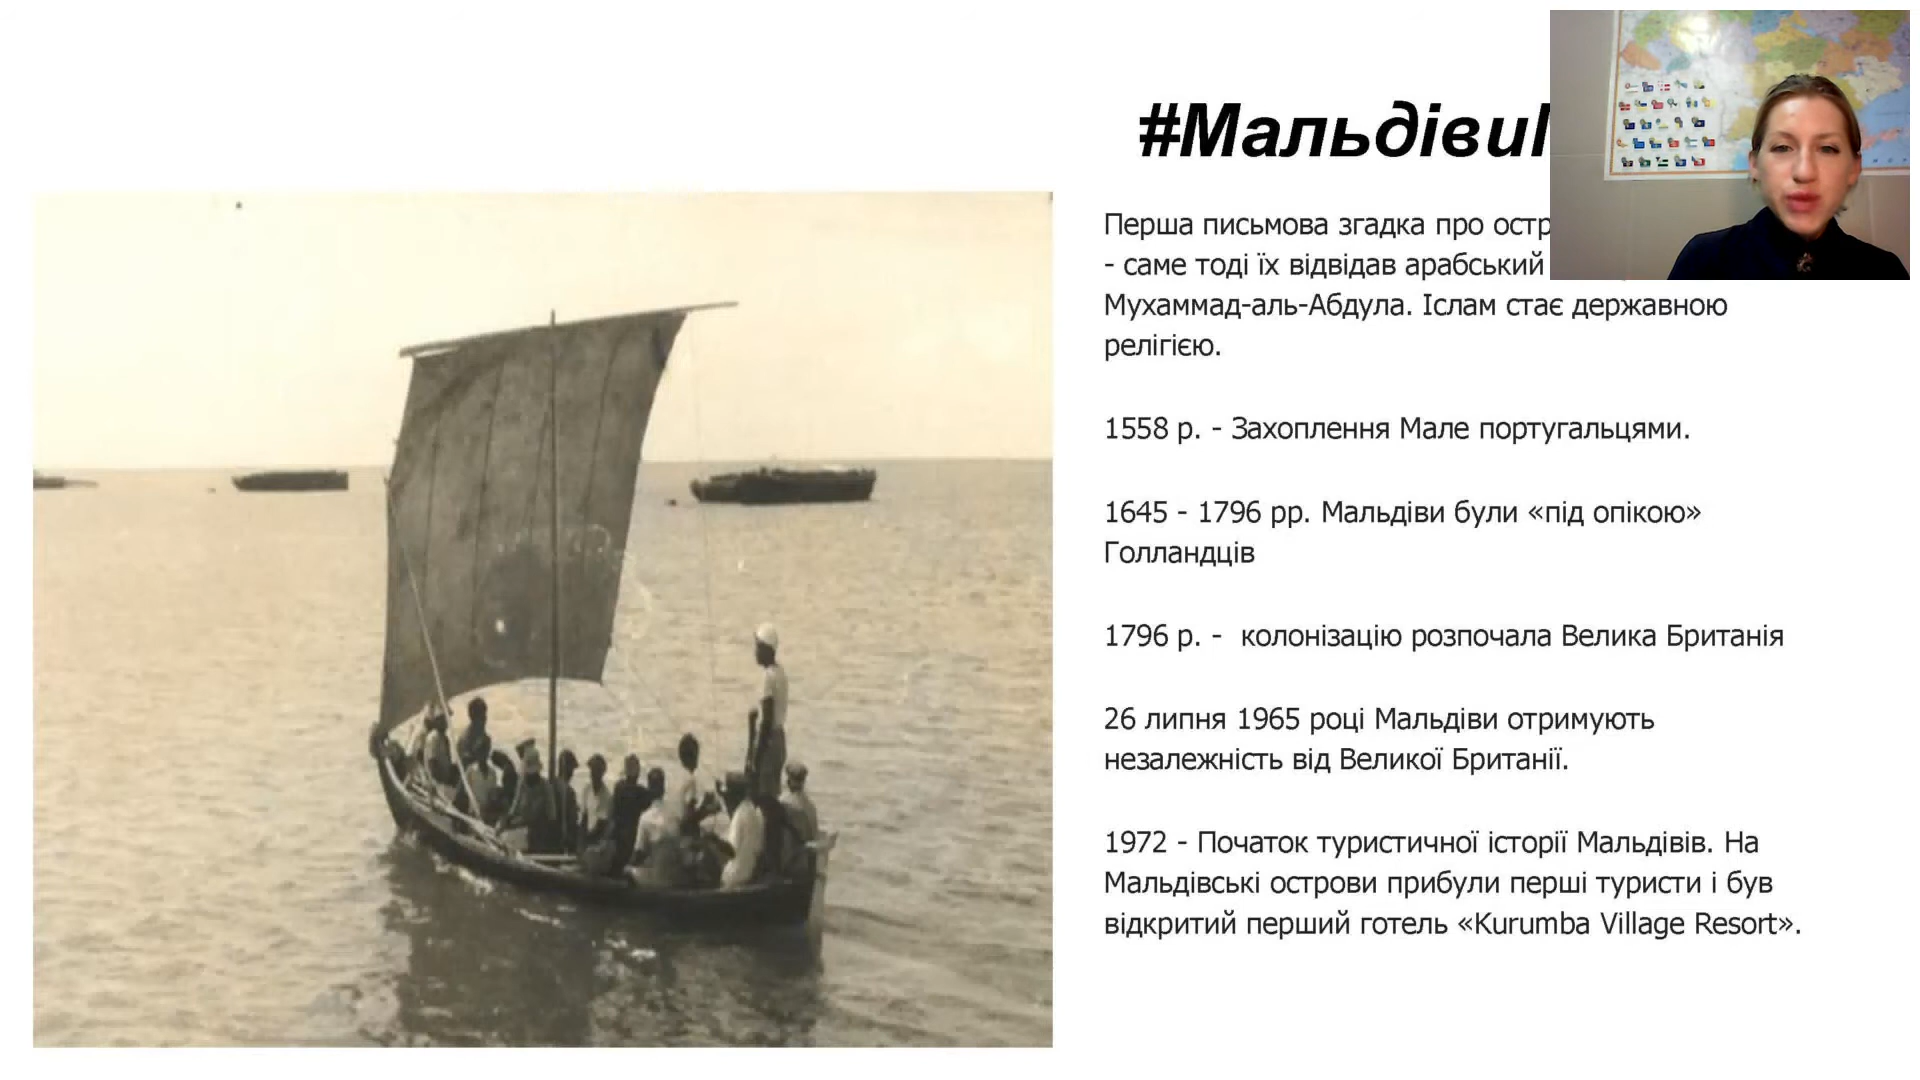 #Мальдіви
Перша письмова згадка про
- саме тоді їх відвідав арабський
Мухаммад-аль-Абдула. Іслам стає державною
релігією.
1558 р. - Захоплення Мале португальцями.
1645 - 1796 рр. Мальдіви були «під опікою»
Голландців
1796 р. - колонізацію розпочала Велика Британія
26 липня 1965 році Мальдіви отримують
незалежність від Великої Британії.
1972 - Початок туристичної історії Мальдівів. На
Мальдівські острови прибули перші туристи і був
відкритий перший готель «Kurumba Village Resort».